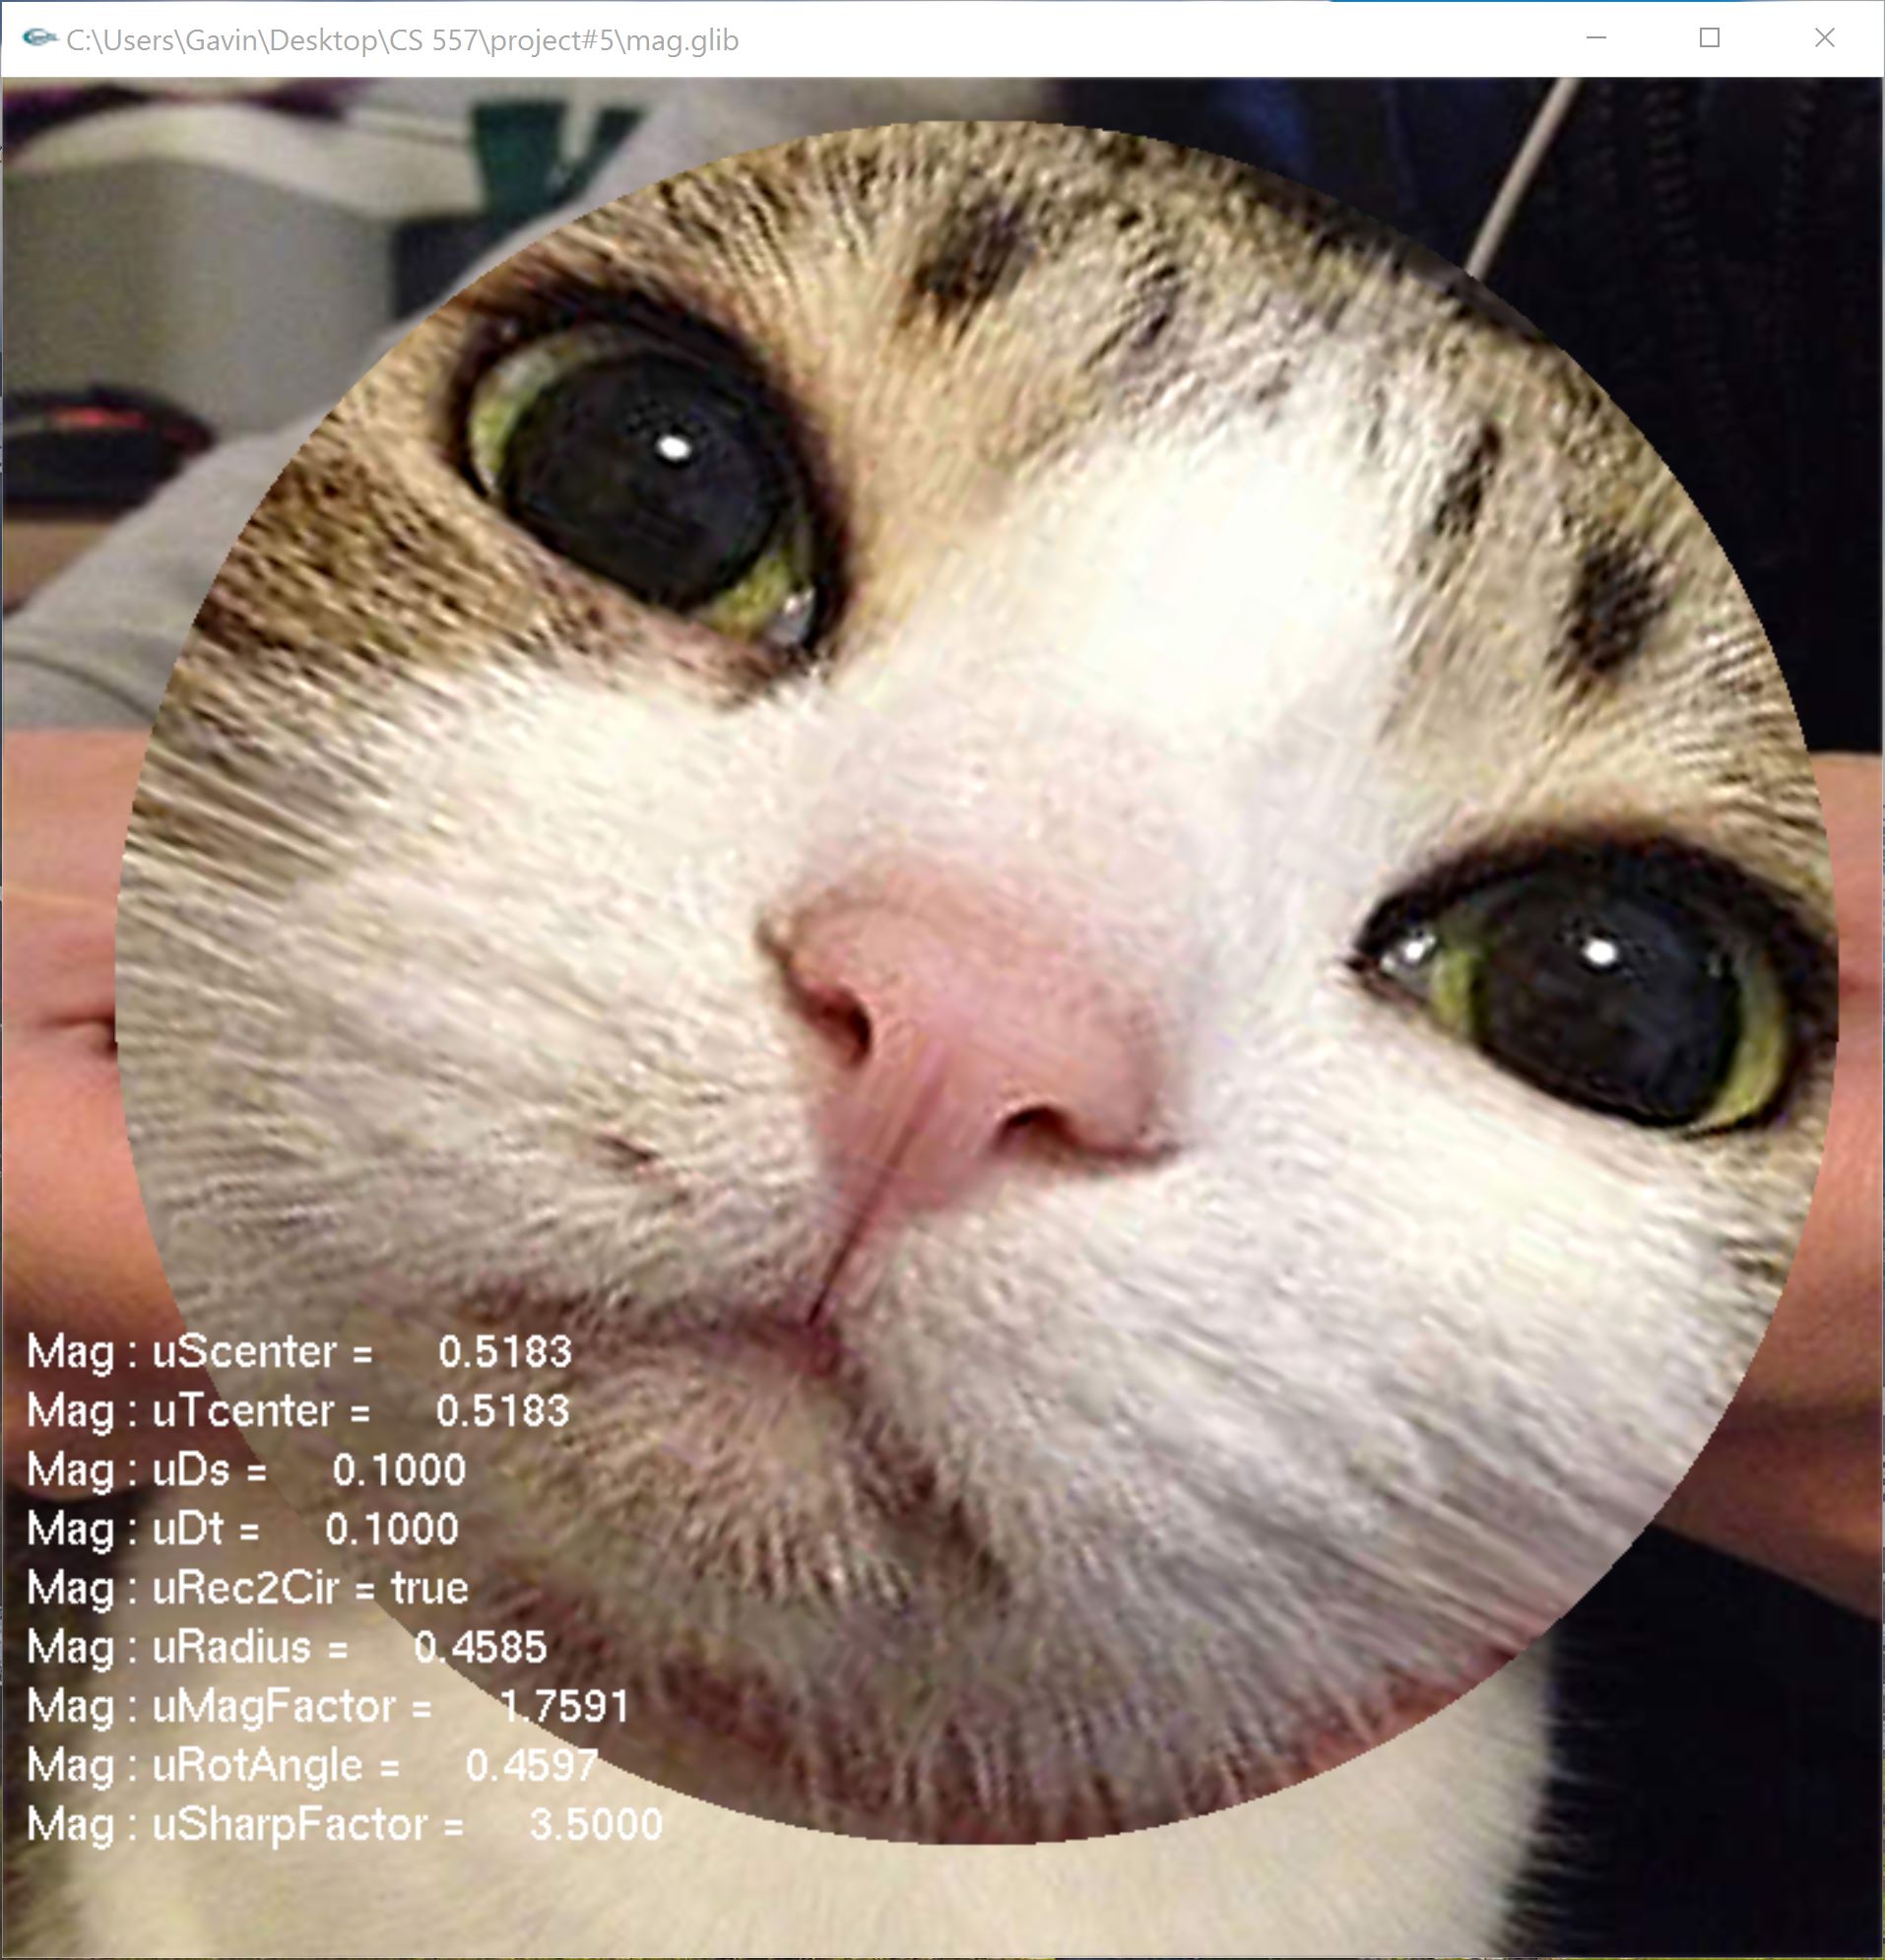 C:\Users\Gavin\Desktop\CS 557\project#5\mag.glib
Mag : uScenter = 0.5183
Mag : uTcenter = 0.5183
Mag : uDs = 0.1000
Mag : uDt = 0.1000
Mag : uRec2Cir = true
Mag : uRadius = 0.4585
Mag : uMagFactor = 1.7591
Mag : uRotAngle = 0.4597
Mag : uSharpFactor = 3.5000